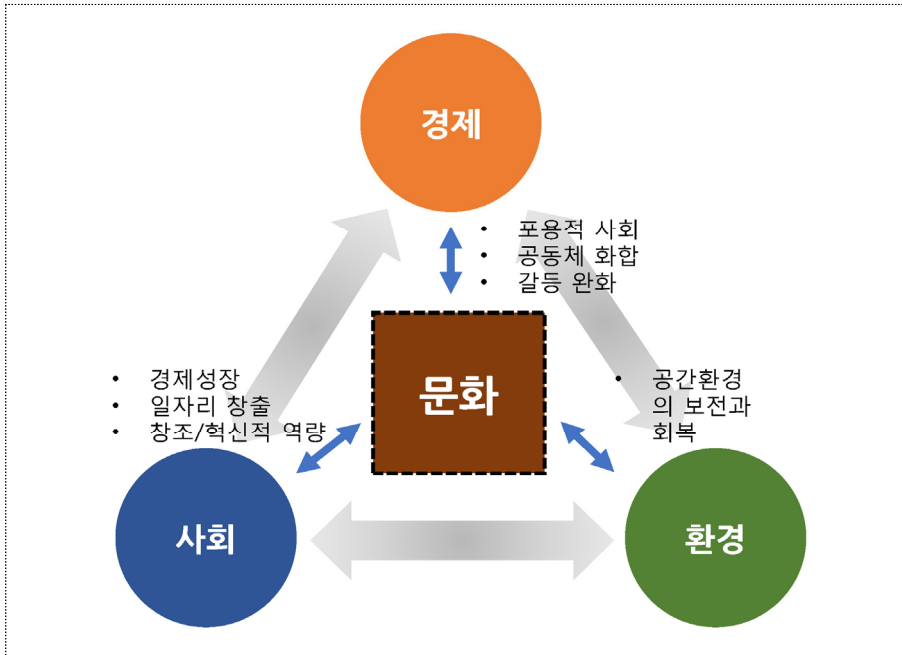 경제
• 포용적 사회
• 공동체 화합
• 갈등 완화
문화
• 경제성장
• 일자리 창출
• 창조/혁신적 역량
• 공간환경
의 보전과
회복
사회
환경